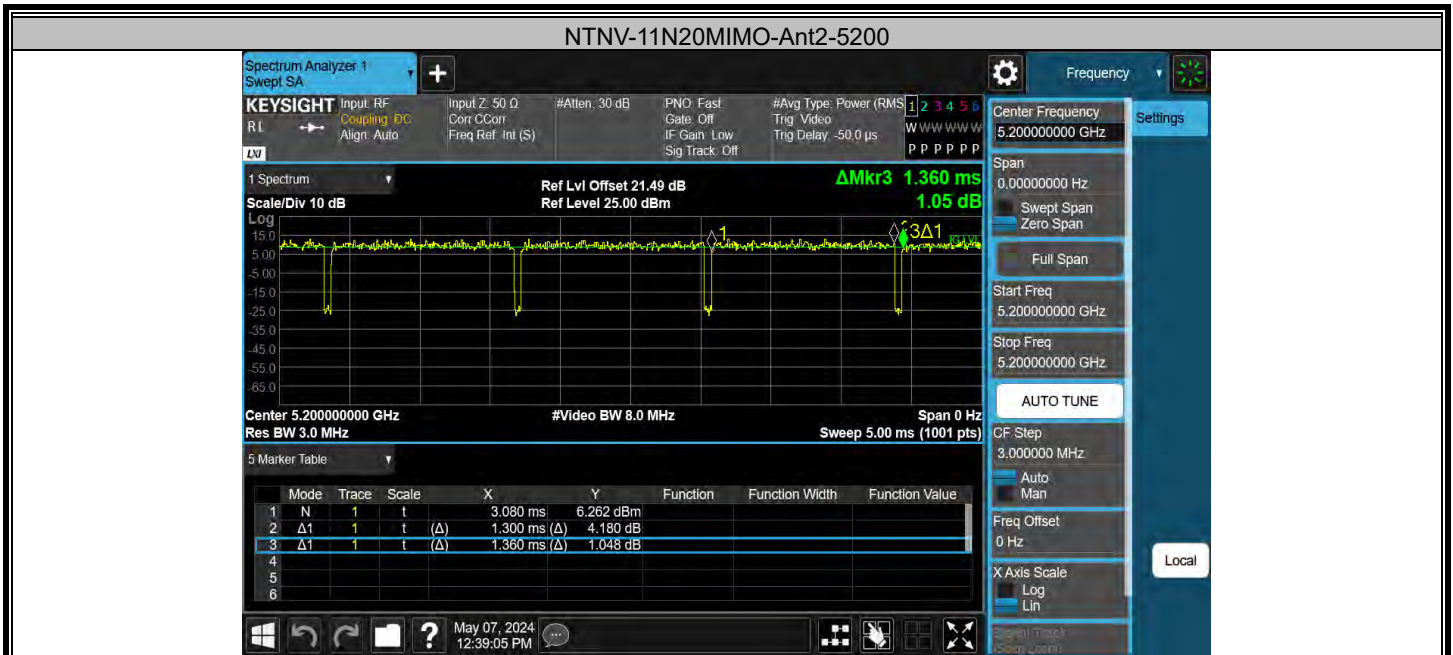 NTNV-11N20MIMO-Ant2-5200
Spectrum Analyzer 1
Swept SA
Frequency
KEYSIGHT Input: RF Input Z: 50 Ω #Atten: 30 dB PNO: Fast #Avg Type: Power (RMS 1 2 3 4 5 6
RL Coupling: DC Corr CCorr Gate: Off Trig: Video W W W W W W
Align: Auto Freq Ref: Int (S) IF Gain: Low Trig Delay: -50.0 µs
LXI Sig Track: Off P P P P P P
Center Frequency
5.200000000 GHz
Settings
1 Spectrum
Ref Lvl Offset 21.49 dB
ΔMkr3 1.360 ms
Scale/Div 10 dB
Ref Level 25.00 dBm
1.05 dB
Log
15.0
5.00
-5.00
-15.0
-25.0
-35.0
-45.0
-55.0
-65.0
1
3Δ1
Span
0.00000000 Hz
Swept Span
Zero Span
Full Span
Start Freq
5.200000000 GHz
Stop Freq
5.200000000 GHz
AUTO TUNE
Center 5.200000000 GHz #Video BW 8.0 MHz Span 0 Hz
Res BW 3.0 MHz Sweep 5.00 ms (1001 pts)
CF Step
3.000000 MHz
Auto
Man
Freq Offset
0 Hz
X Axis Scale
Log
Lin
Local
5 Marker Table
Mode Trace Scale X Y Function Function Width Function Value
1 N 1 t 3.080 ms 6.262 dBm
2 Δ1 1 t (Δ) 1.300 ms (Δ) 4.180 dB
3 Δ1 1 t (Δ) 1.360 ms (Δ) 1.048 dB
4
5
6
May 07, 2024
12:39:05 PM
Signal Track
(Span Zoom)